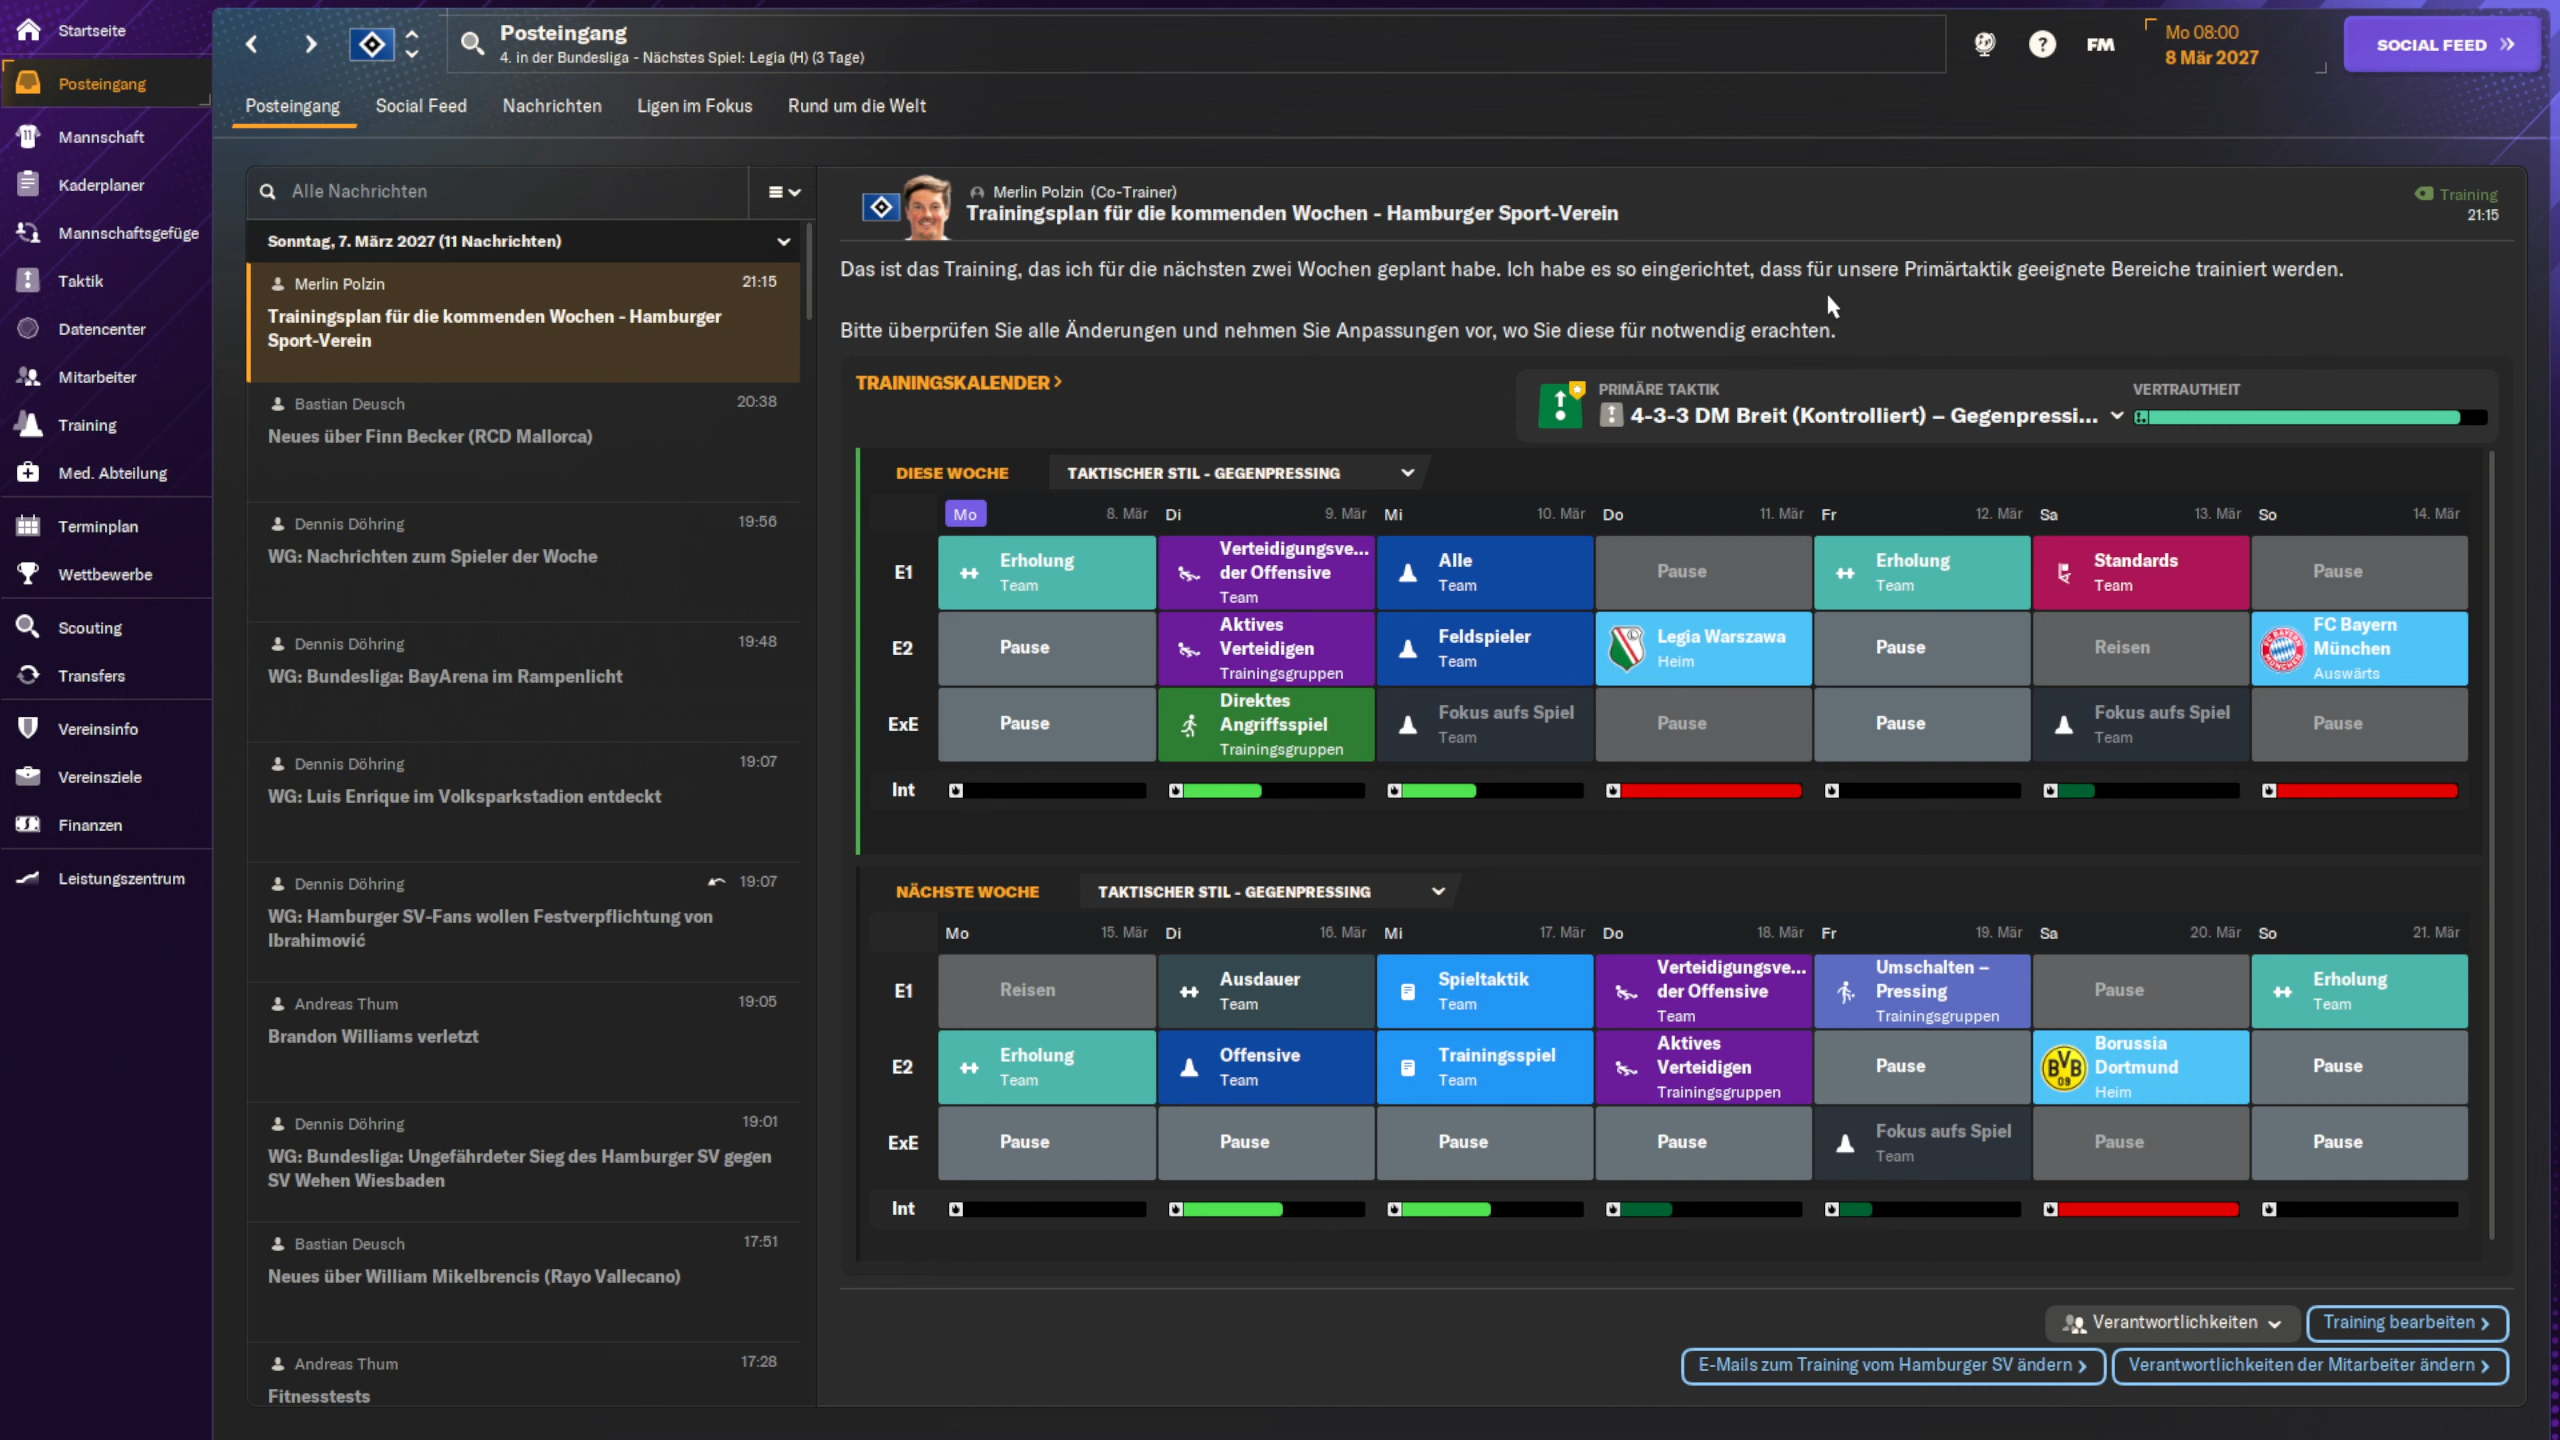 Startseite
Posteingang
Mannschaft
Kaderplaner
Mannschaftsgefüge
Taktik
Datencenter
Mitarbeiter
Training
Med. Abteilung
Terminplan
Wettbewerbe
Scouting
Transfers
Vereinsinfo
Vereinsziele
Finanzen
Leistungszentrum
Posteingang
4. in der Bundesliga - Nächstes Spiel: Legia (H) (3 Tage)
FM
Mo 08:00
8 Mär 2027
SOCIAL FEED
Posteingang Social Feed Nachrichten Ligen im Fokus Rund um die Welt
Alle Nachrichten
Sonntag, 7. März 2027 (11 Nachrichten)
Merlin Polzin 21:15
Trainingsplan für die kommenden Wochen - Hamburger
Sport-Verein
Bastian Deusch 20:38
Neues über Finn Becker (RCD Mallorca)
Dennis Döhring 19:56
WG: Nachrichten zum Spieler der Woche
Dennis Döhring 19:48
WG: Bundesliga: BayArena im Rampenlicht
Dennis Döhring 19:07
WG: Luis Enrique im Volksparkstadion entdeckt
Dennis Döhring 19:07
WG: Hamburger SV-Fans wollen Festverpflichtung von
Ibrahimović
Andreas Thum 19:05
Brandon Williams verletzt
Dennis Döhring 19:01
WG: Bundesliga: Ungefährdeter Sieg des Hamburger SV gegen
SV Wehen Wiesbaden
Bastian Deusch 17:51
Neues über William Mikelbrencis (Rayo Vallecano)
Andreas Thum 17:28
Fitnesstests
Merlin Polzin (Co-Trainer)
Trainingsplan für die kommenden Wochen - Hamburger Sport-Verein
Training
21:15
Das ist das Training, das ich für die nächsten zwei Wochen geplant habe. Ich habe es so eingerichtet, dass für unsere Primärtaktik geeignete Bereiche trainiert werden.
Bitte überprüfen Sie alle Änderungen und nehmen Sie Anpassungen vor, wo Sie diese für notwendig erachten.
TRAININGSKALENDER
PRIMÄRE TAKTIK
4-3-3 DM Breit (Kontrolliert) – Gegenpressi...
VERTRAUTHEIT
DIESE WOCHE TAKTISCHER STIL - GEGENPRESSING
Mo 8. Mär Di 9. Mär Mi 10. Mär Do 11. Mär Fr 12. Mär Sa 13. Mär So 14. Mär
E1
Erholung
Team
Verteidigungsve...
der Offensive
Team
Alle
Team
Pause
Erholung
Team
Standards
Team
Pause
E2
Pause
Aktives
Verteidigen
Trainingsgruppen
Feldspieler
Team
Legia Warszawa
Heim
Pause
Reisen
FC Bayern
München
Auswärts
ExE
Pause
Direktes
Angriffsspiel
Trainingsgruppen
Fokus aufs Spiel
Team
Pause
Pause
Fokus aufs Spiel
Team
Pause
Int
NÄCHSTE WOCHE TAKTISCHER STIL - GEGENPRESSING
Mo 15. Mär Di 16. Mär Mi 17. Mär Do 18. Mär Fr 19. Mär Sa 20. Mär So 21. Mär
E1
Reisen
Ausdauer
Team
Spieltaktik
Team
Verteidigungsve...
der Offensive
Team
Umschalten –
Pressing
Trainingsgruppen
Pause
Erholung
Team
E2
Erholung
Team
Offensive
Team
Trainingsspiel
Team
Aktives
Verteidigen
Trainingsgruppen
Pause
BVB
09
Borussia
Dortmund
Heim
Pause
ExE
Pause
Pause
Pause
Pause
Fokus aufs Spiel
Team
Pause
Pause
Int
Verantwortlichkeiten
Training bearbeiten
E-Mails zum Training vom Hamburger SV ändern
Verantwortlichkeiten der Mitarbeiter ändern